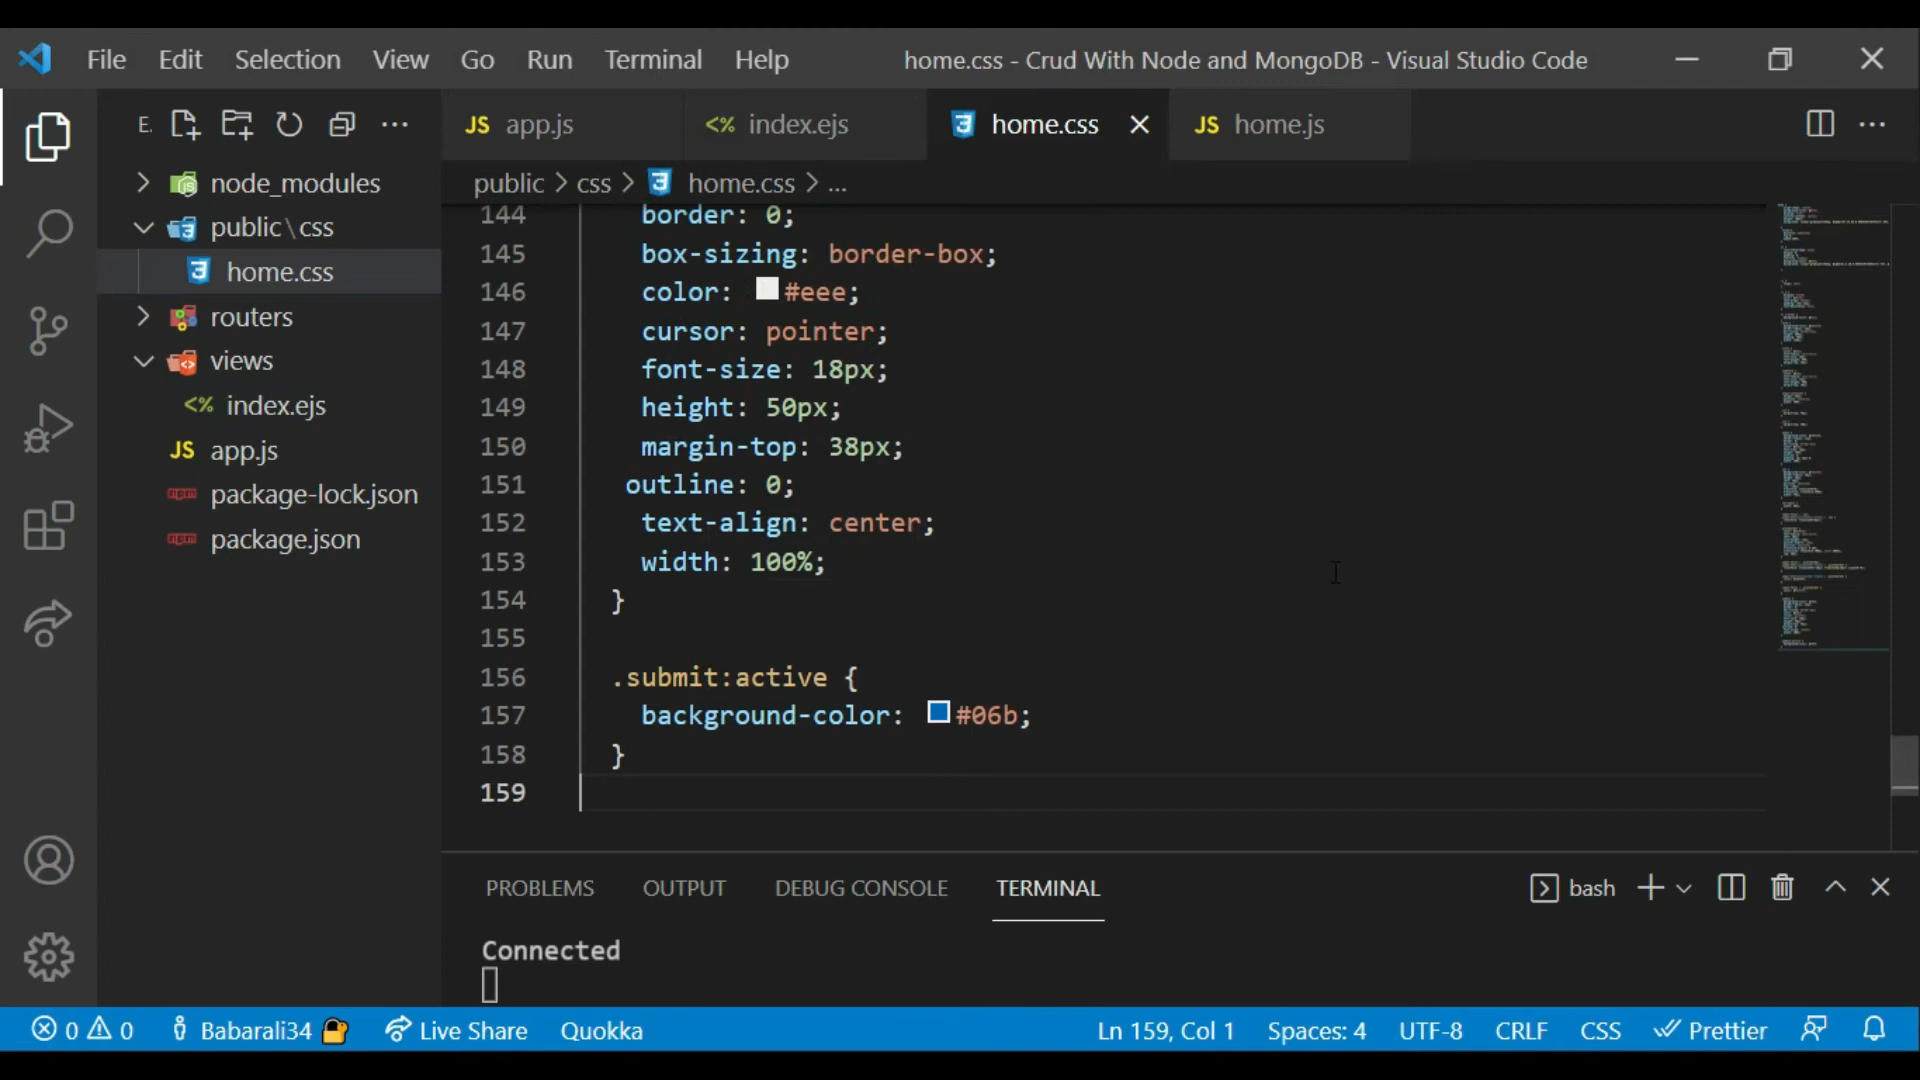 File Edit Selection View Go Run Terminal Help home.css - Crud With Node and MongoDB - Visual Studio Code
E.
node_modules
public\css
home.css
routers
views
<% index.ejs
JS app.js
package-lock.json
package.json
JS app.js <% index.ejs home.css JS home.js
public > css > home.css > ...
144 border: 0;
145 box-sizing: border-box;
146 color: #eee;
147 cursor: pointer;
148 font-size: 18px;
149 height: 50px;
150 margin-top: 38px;
151 outline: 0;
152 text-align: center;
153 width: 100%;
154 }
155
156 .submit:active {
157 background-color: #06b;
158 }
159
PROBLEMS OUTPUT DEBUG CONSOLE TERMINAL bash
Connected
0 0 Babarali34 Live Share Quokka Ln 159, Col 1 Spaces: 4 UTF-8 CRLF CSS Prettier